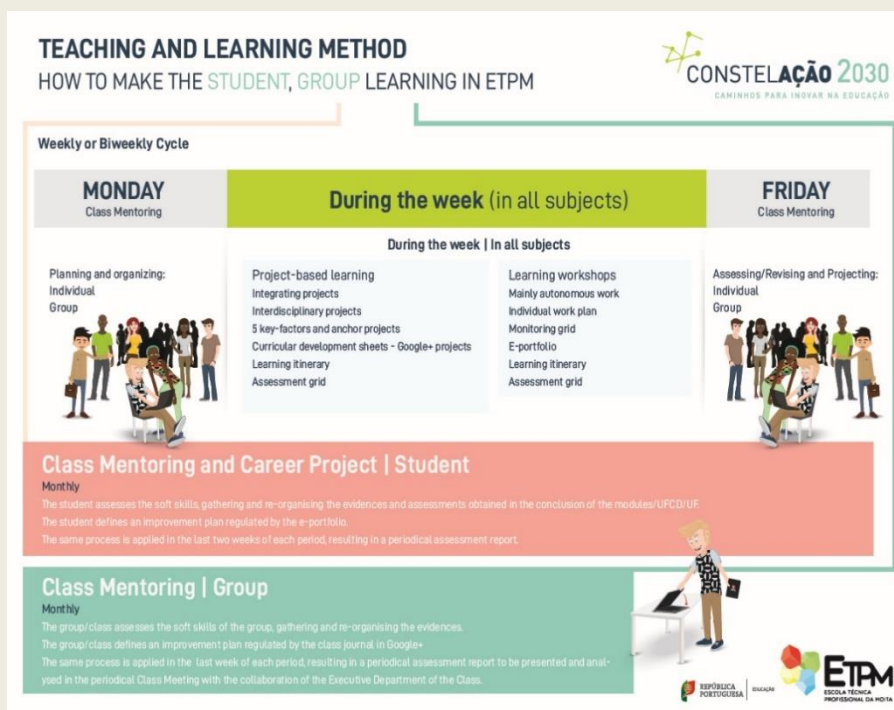 TEACHING AND LEARNING METHOD
HOW TO MAKE THE STUDENT, GROUP LEARNING IN ETPM
CONSTELAÇÃO 2030
CAMINHOS PARA INOVAR NA EDUCAÇÃO
Weekly or Biweekly Cycle
MONDAY
Class Mentoring
During the week (in all subjects)
FRIDAY
Class Mentoring
During the week | In all subjects
Planning and organizing:
Individual
Group
Project-based learning
Integrating projects
Interdisciplinary projects
5 key-factors and anchor projects
Curricular development sheets - Google+ projects
Learning itinerary
Assessment grid
Learning workshops
Mainly autonomous work
Individual work plan
Monitoring grid
E-portfolio
Learning itinerary
Assessment grid
Assessing/Revising and Projecting:
Individual
Group
Class Mentoring and Career Project | Student
Monthly
The student assesses the soft skills, gathering and re-organising the evidences and assessments obtained in the conclusion of the modules/UFCD/UF.
The student defines an improvement plan regulated by the e-portfolio.
The same process is applied in the last two weeks of each period, resulting in a periodical assessment report.
Class Mentoring | Group
Monthly
The group/class assesses the soft skills of the group, gathering and re-organising the evidences.
The group/class defines an improvement plan regulated by the class journal in Google+
The same process is applied in the last week of each period, resulting in a periodical assessment report to be presented and anal-
ysed in the periodical Class Meeting with the collaboration of the Executive Department of the Class.
REPÚBLICA
PORTUGUESA
EDUCAÇÃO
ETPM
ESCOLA TÉCNICA
PROFISSIONAL DA MOITA